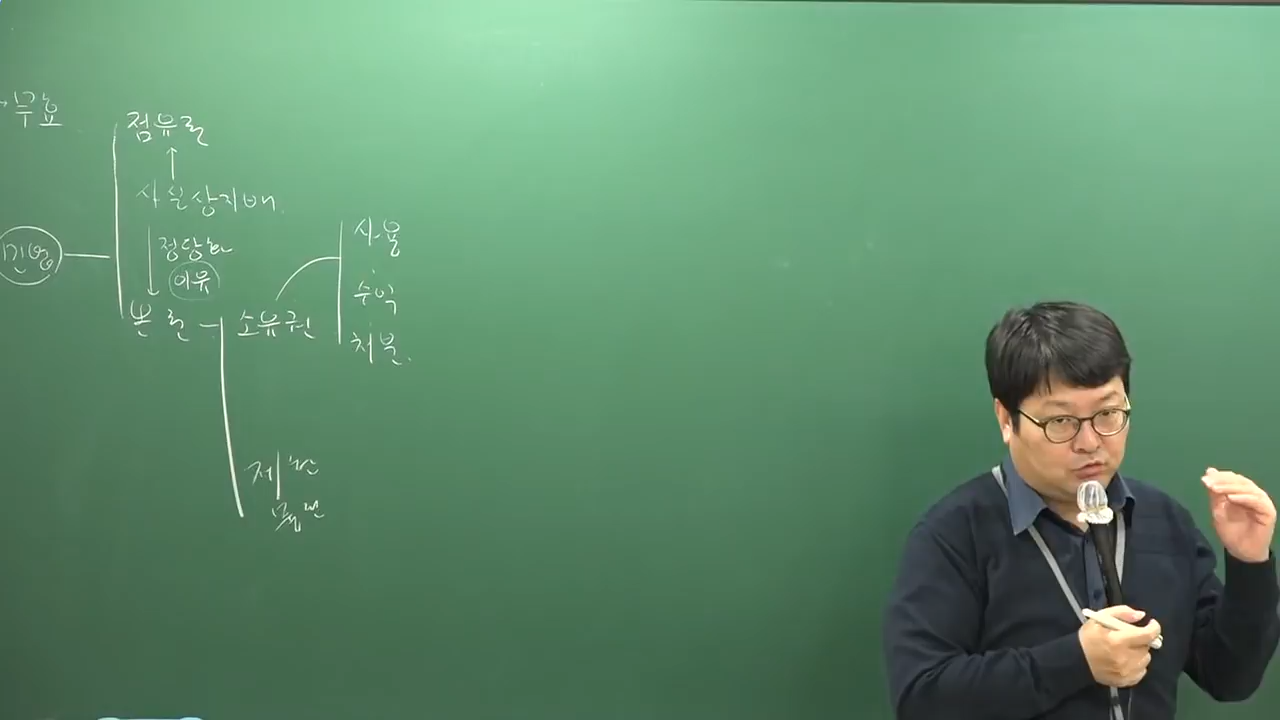 →무효
점유권
↑
사실상지배
정당한
이유
↓
민법
본권
소유권
사용
수익
처분
제한
물권